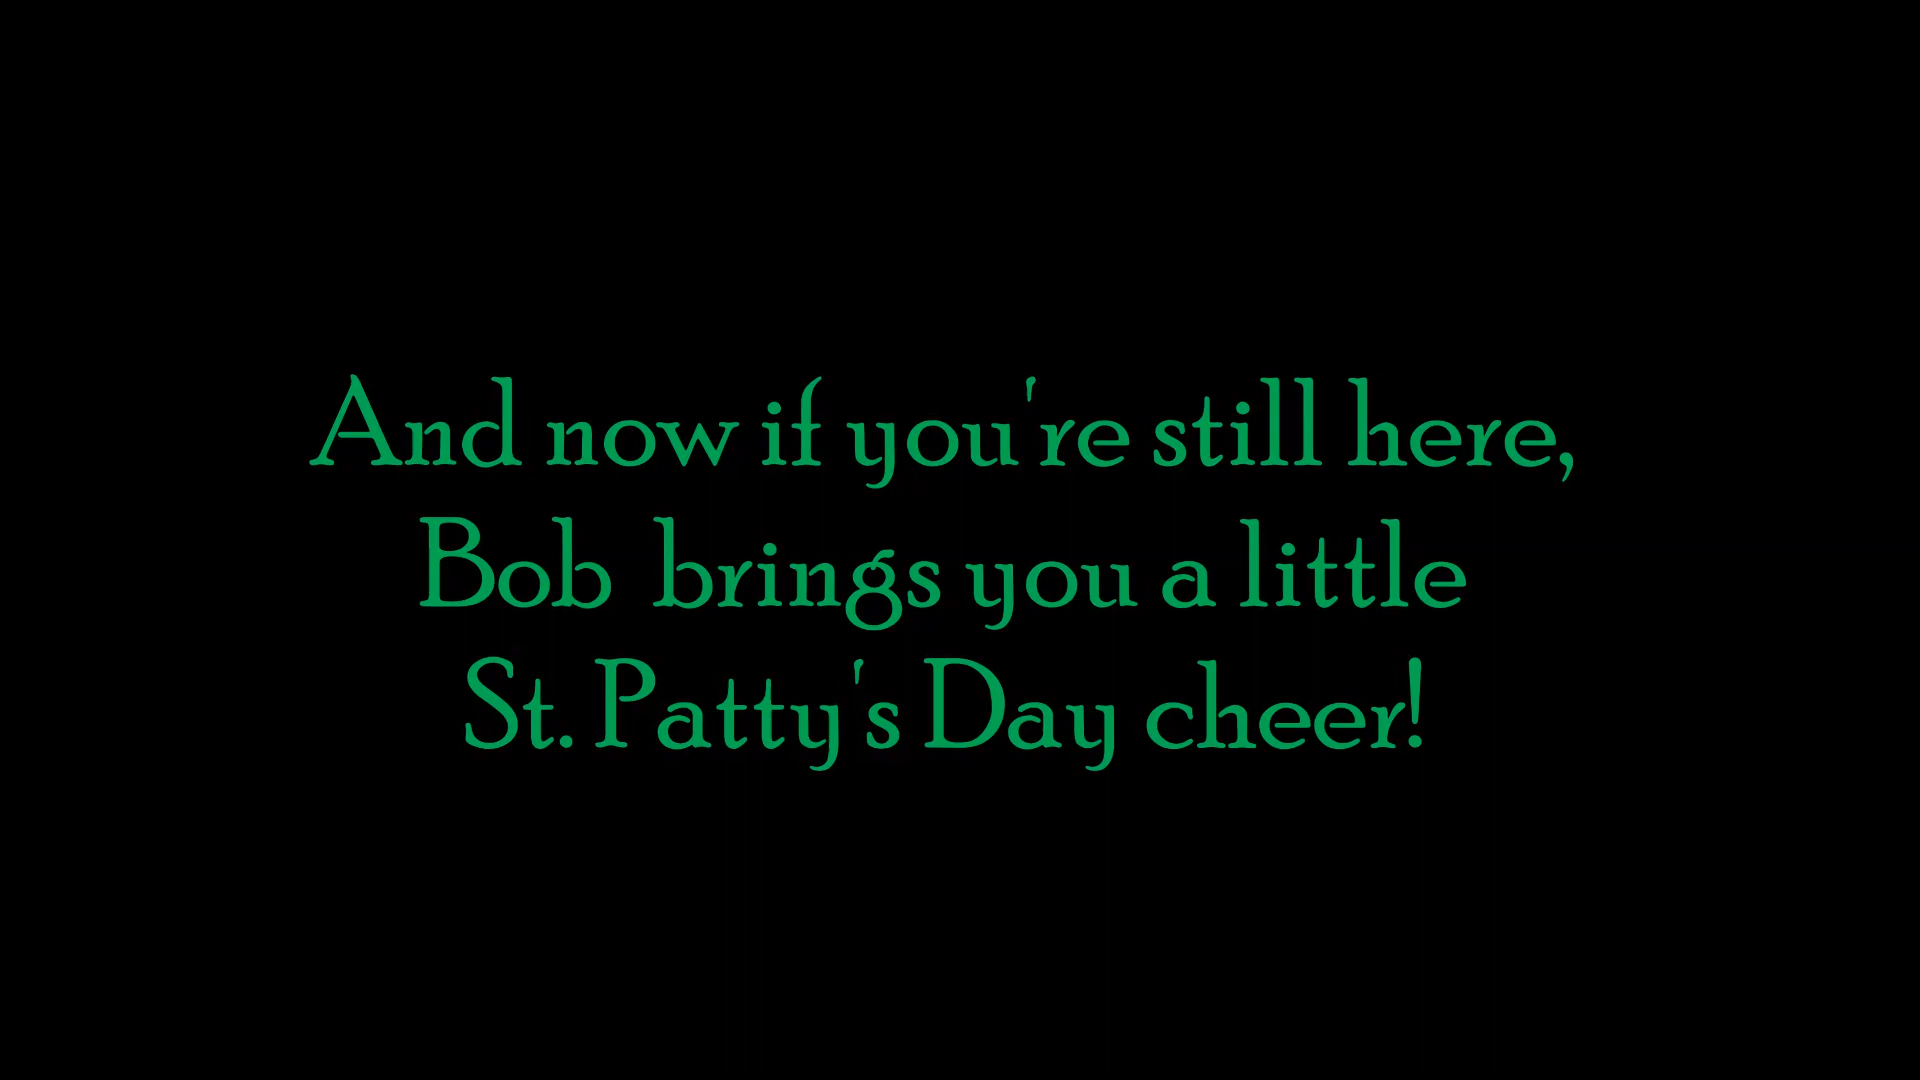 And now if you're still here,
Bob  brings you a little
St. Patty's Day cheer!